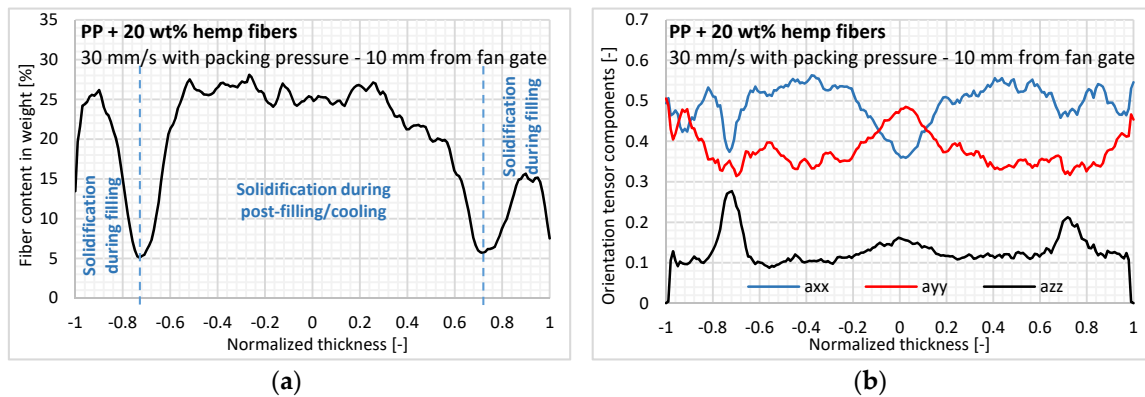 PP + 20 wt% hemp fibers
30 mm/s with packing pressure - 10 mm from fan gate
Fiber content in weight [%]
35
30
25
20
15
10
5
0
Solidification
during filling
Solidification during
post-filling/cooling
Solidification
during filling
-1 -0.8 -0.6 -0.4 -0.2 0 0.2 0.4 0.6 0.8 1
Normalized thickness [-]
(a)
PP + 20 wt% hemp fibers
30 mm/s with packing pressure - 10 mm from fan gate
Orientation tensor components [-]
0.7
0.6
0.5
0.4
0.3
0.2
0.1
0
axx ayy azz
-1 -0.8 -0.6 -0.4 -0.2 0 0.2 0.4 0.6 0.8 1
Normalized thickness [-]
(b)